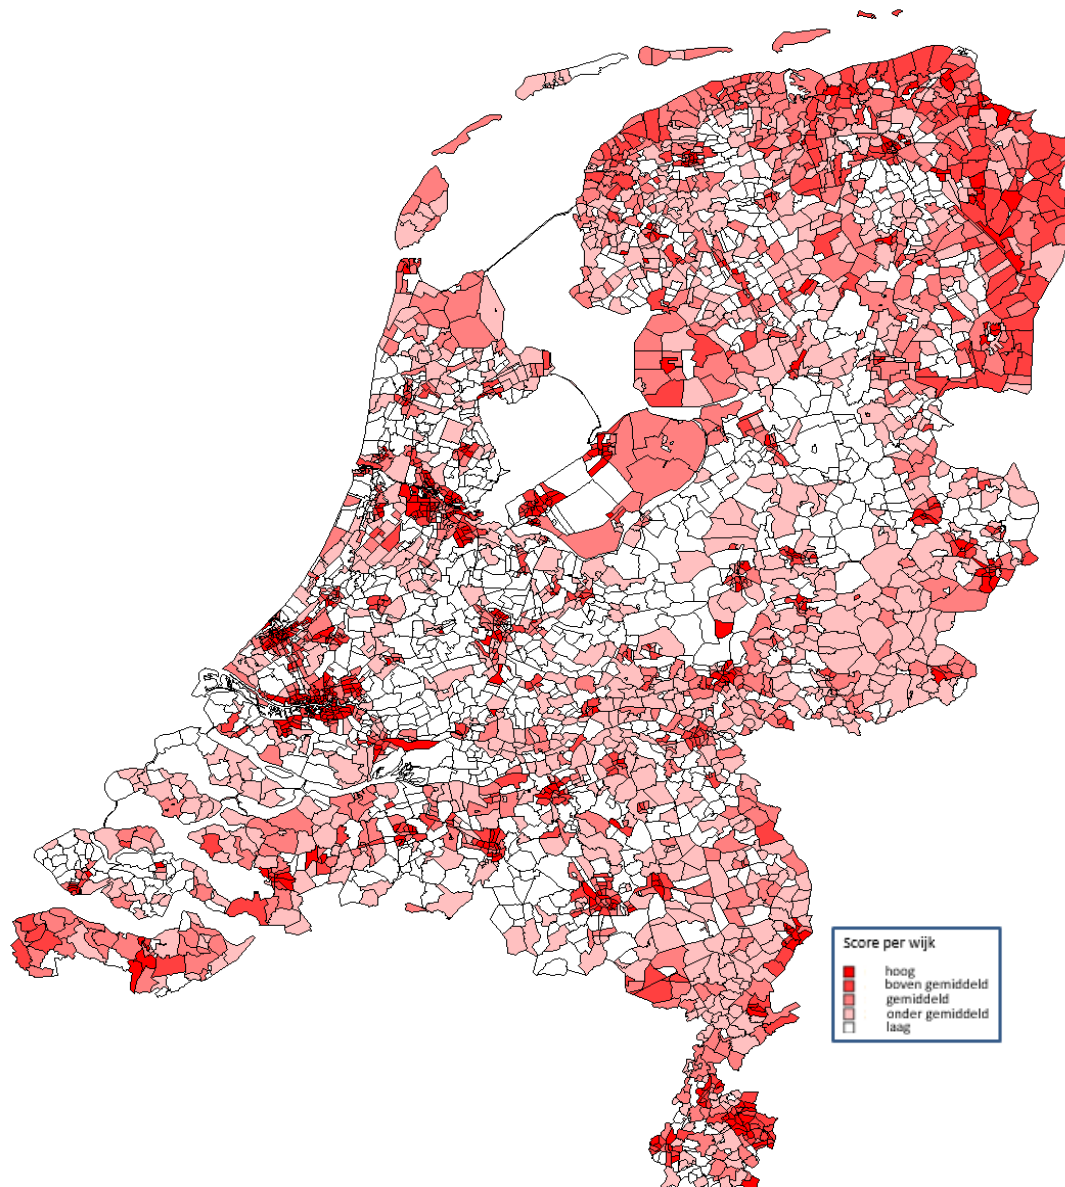 Score per wijk
hoog
boven gemiddeld
gemiddeld
onder gemiddeld
laag